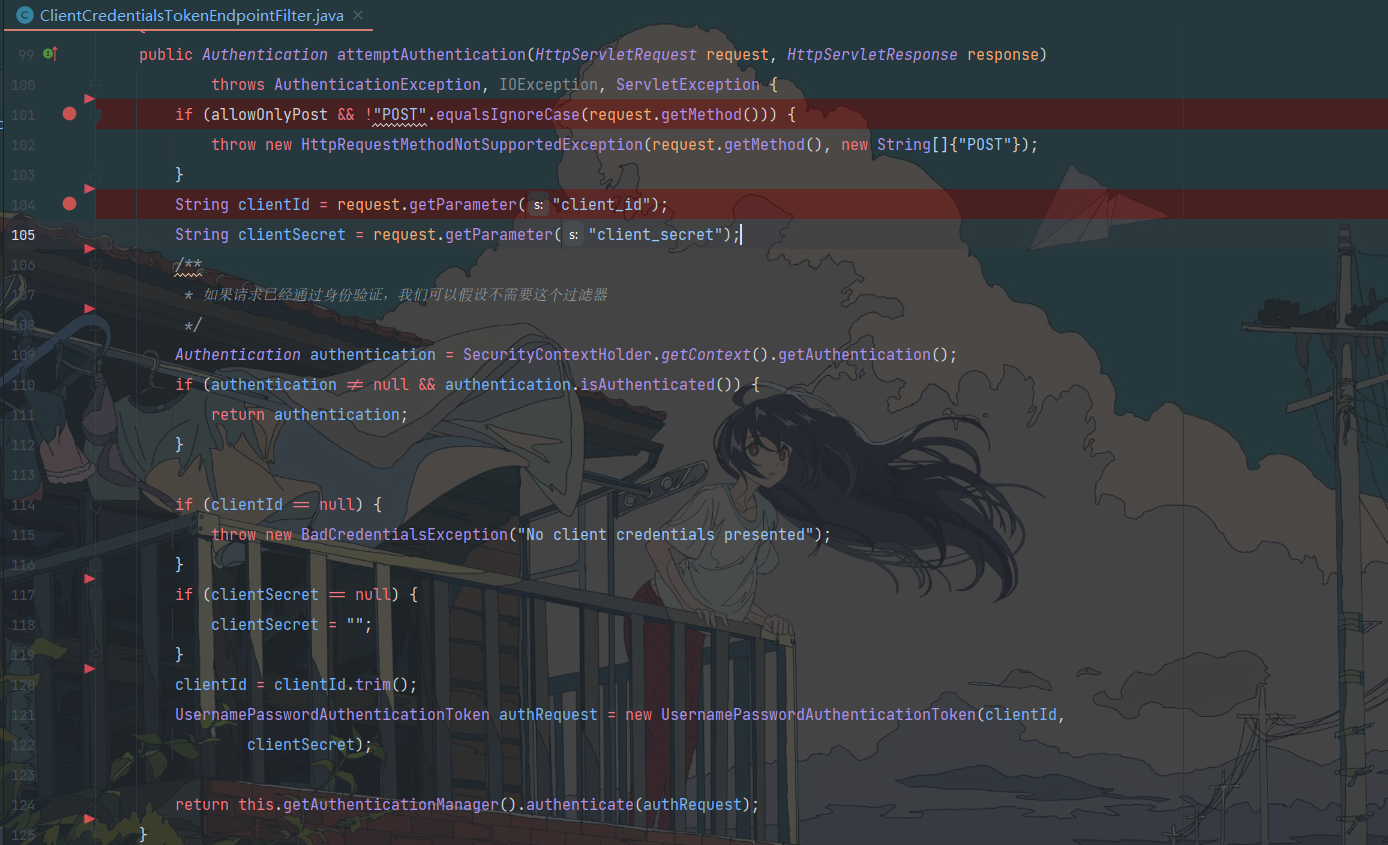 ClientCredentialsTokenEndpointFilter.java
99 public Authentication attemptAuthentication(HttpServletRequest request, HttpServletResponse response)
100 throws AuthenticationException, IOException, ServletException {
101 if (allowOnlyPost && !"POST".equalsIgnoreCase(request.getMethod())) {
102 throw new HttpRequestMethodNotSupportedException(request.getMethod(), new String[]{"POST"});
103 }
104 String clientId = request.getParameter( s: "client_id");
105 String clientSecret = request.getParameter( s: "client_secret");
106 /**
107 * 如果请求已经通过身份验证，我们可以假设不需要这个过滤器
108 */
109 Authentication authentication = SecurityContextHolder.getContext().getAuthentication();
110 if (authentication != null && authentication.isAuthenticated()) {
111 return authentication;
112 }
113
114 if (clientId == null) {
115 throw new BadCredentialsException("No client credentials presented");
116 }
117 if (clientSecret == null) {
118 clientSecret = "";
119 }
120 clientId = clientId.trim();
121 UsernamePasswordAuthenticationToken authRequest = new UsernamePasswordAuthenticationToken(clientId,
122 clientSecret);
123
124 return this.getAuthenticationManager().authenticate(authRequest);
125 }